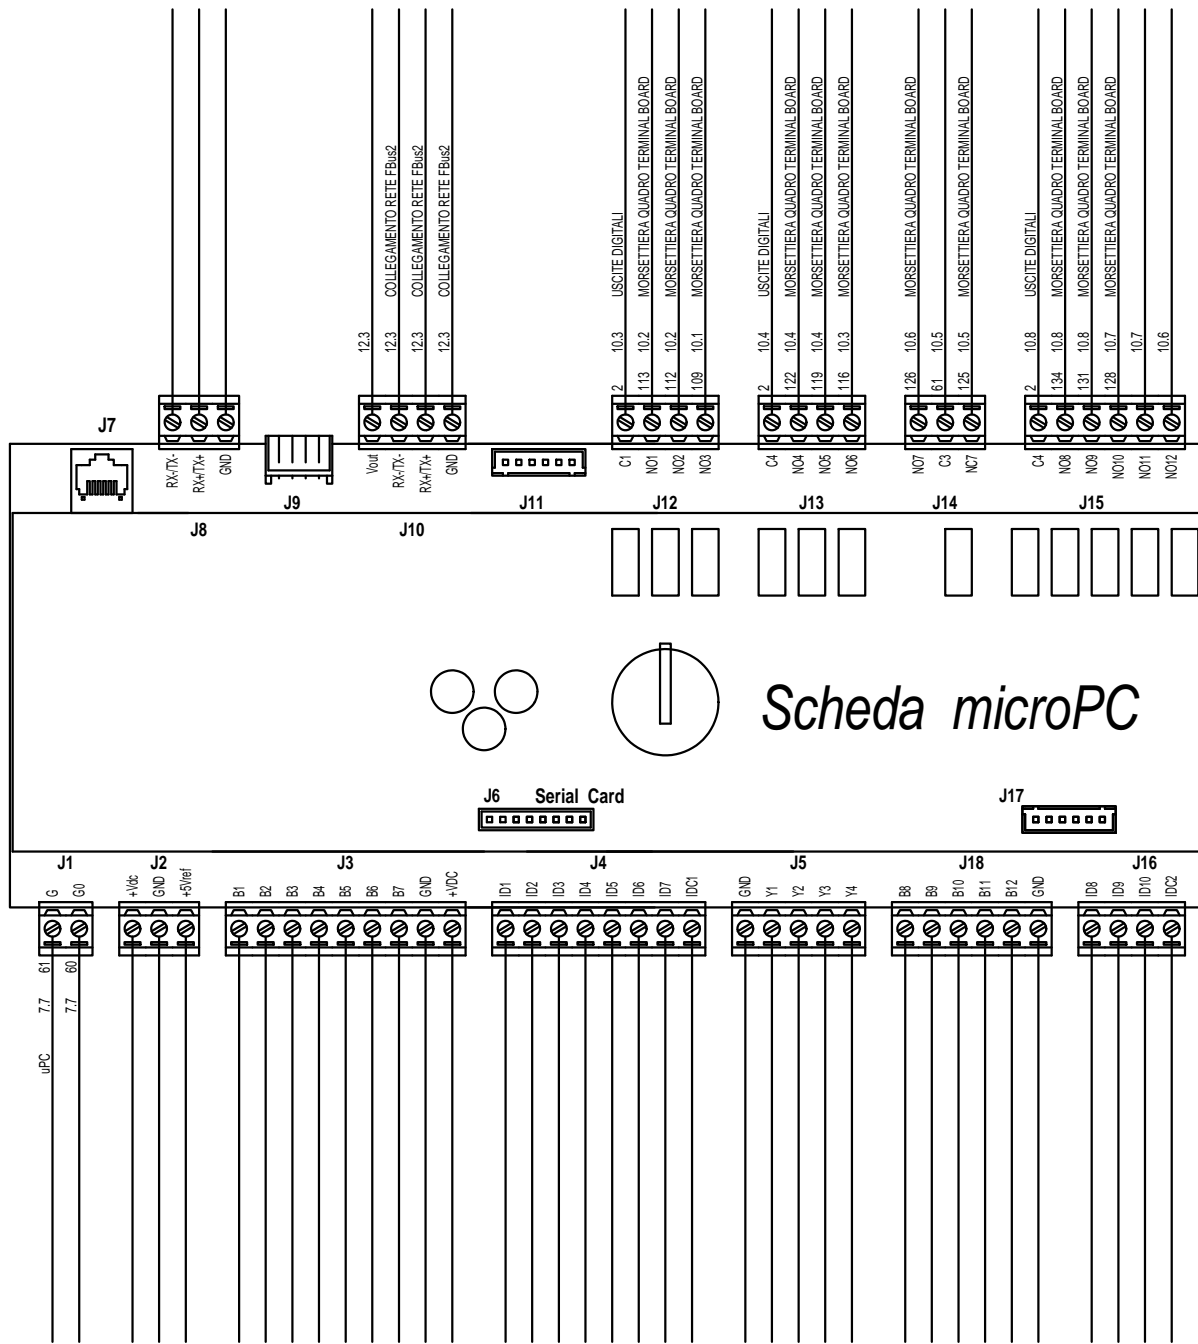 12.3
12.3 COLLEGAMENTO RETE FBus2
12.3 COLLEGAMENTO RETE FBus2
12.3 COLLEGAMENTO RETE FBus2
2 10.3 USCITE DIGITALI
113 10.2 MORSETTIERA QUADRO TERMINAL BOARD
112 10.2 MORSETTIERA QUADRO TERMINAL BOARD
109 10.1 MORSETTIERA QUADRO TERMINAL BOARD
2 10.4 USCITE DIGITALI
122 10.4 MORSETTIERA QUADRO TERMINAL BOARD
119 10.4 MORSETTIERA QUADRO TERMINAL BOARD
116 10.3 MORSETTIERA QUADRO TERMINAL BOARD
126 10.6 MORSETTIERA QUADRO TERMINAL BOARD
61 10.5
125 10.5 MORSETTIERA QUADRO TERMINAL BOARD
2 10.8 USCITE DIGITALI
134 10.8 MORSETTIERA QUADRO TERMINAL BOARD
131 10.8 MORSETTIERA QUADRO TERMINAL BOARD
128 10.7 MORSETTIERA QUADRO TERMINAL BOARD
10.7
10.6
J7
RX-/TX-
RX+/TX+
GND
J8
J9
Vout
RX-/TX-
RX+/TX+
GND
J10
J11
C1
NO1
NO2
NO3
J12
C4
NO4
NO5
NO6
J13
NO7
C3
NC7
J14
C4
NO8
NO9
NO10
NO11
NO12
J15
Scheda microPC
J6 Serial Card
J17
J1
G
G0
J2
+Vdc
GND
+5Vref
J3
B1
B2
B3
B4
B5
B6
B7
GND
+VDC
J4
ID1
ID2
ID3
ID4
ID5
ID6
ID7
IDC1
J5
GND
Y1
Y2
Y3
Y4
J18
B8
B9
B10
B11
B12
GND
J16
ID8
ID9
ID10
IDC2
uPC 7.7 61
7.7 60